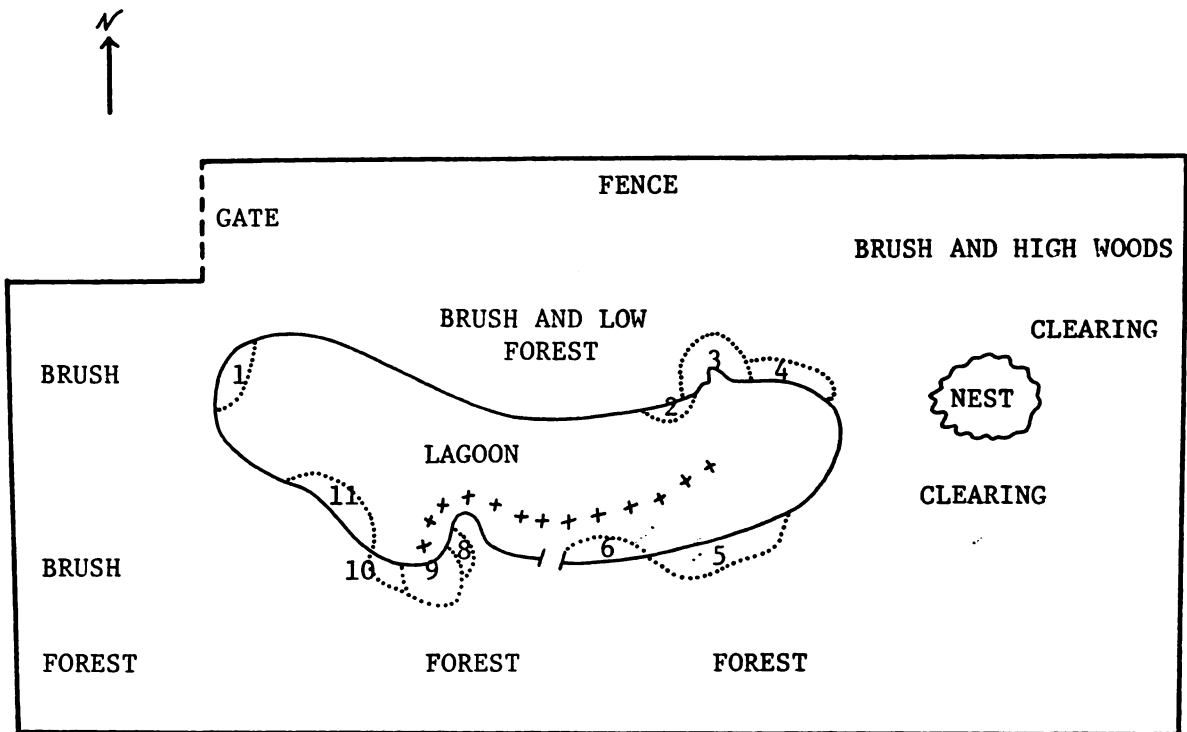 N
FENCE
GATE
BRUSH AND HIGH WOODS
BRUSH AND LOW
FOREST
CLEARING
BRUSH
1
3
4
2
NEST
LAGOON
11
CLEARING
BRUSH
10
9
8
6
5
FOREST
FOREST
FOREST